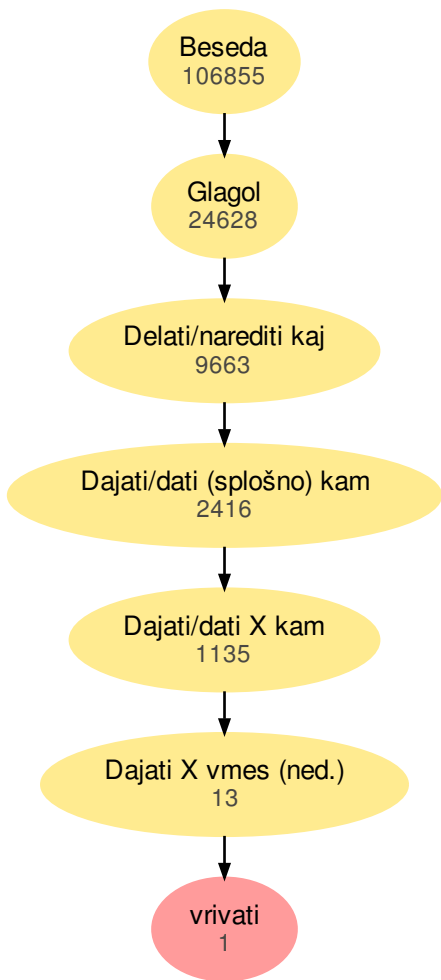 Beseda
106855
Glagol
24628
Delati/narediti kaj
9663
Dajati/dati (splošno) kam
2416
Dajati/dati X kam
1135
Dajati X vmes (ned.)
13
vrivati
1